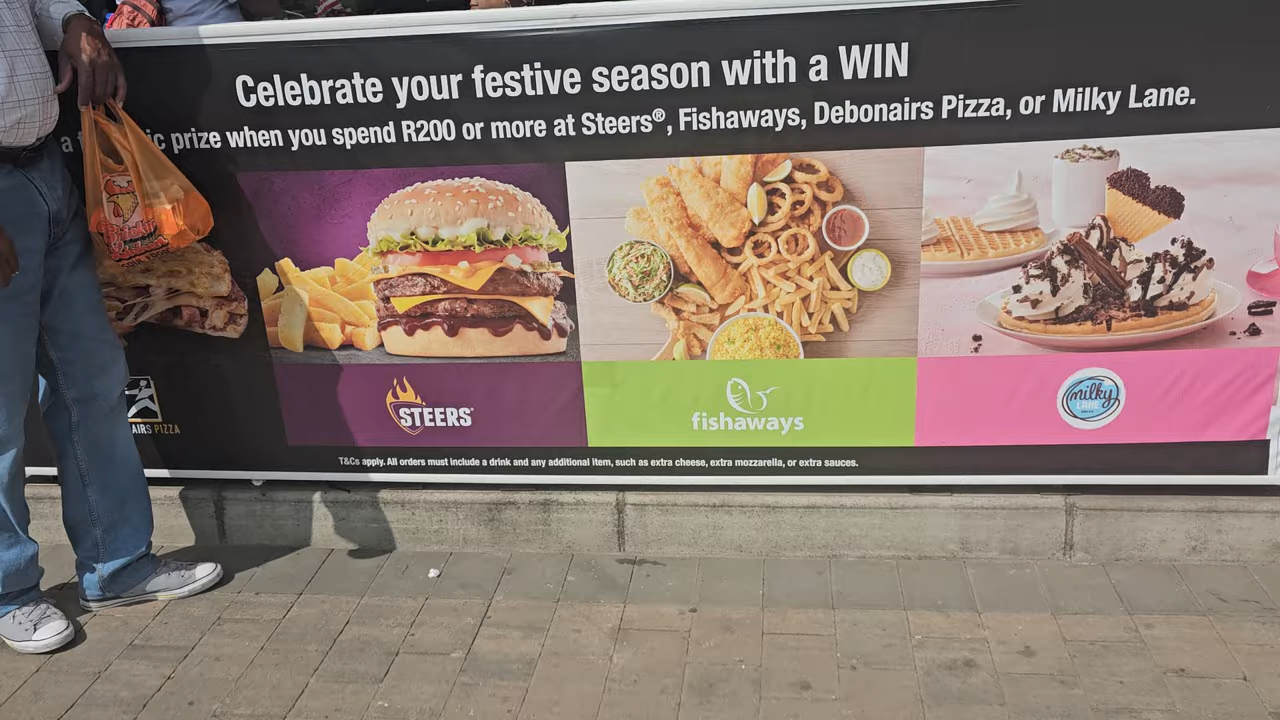 Celebrate your festive season with a WIN
a prize when you spend R200 or more at Steers®, Fishaways, Debonairs Pizza, or Milky Lane.
AIRS PIZZA
STEERS®
fishaways
milky
LANE
T&Cs apply. All orders must include a drink and any additional item, such as extra cheese, extra mozzarella, or extra sauces.